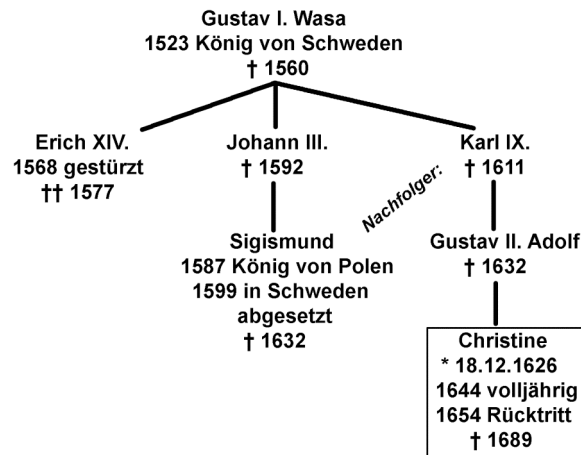 Gustav I. Wasa
1523 König von Schweden
† 1560
Erich XIV.
1568 gestürzt
†† 1577
Johann III.
† 1592
Nachfolger:
Karl IX.
† 1611
Sigismund
1587 König von Polen
1599 in Schweden
abgesetzt
† 1632
Gustav II. Adolf
† 1632
Christine
* 18.12.1626
1644 volljährig
1654 Rücktritt
† 1689